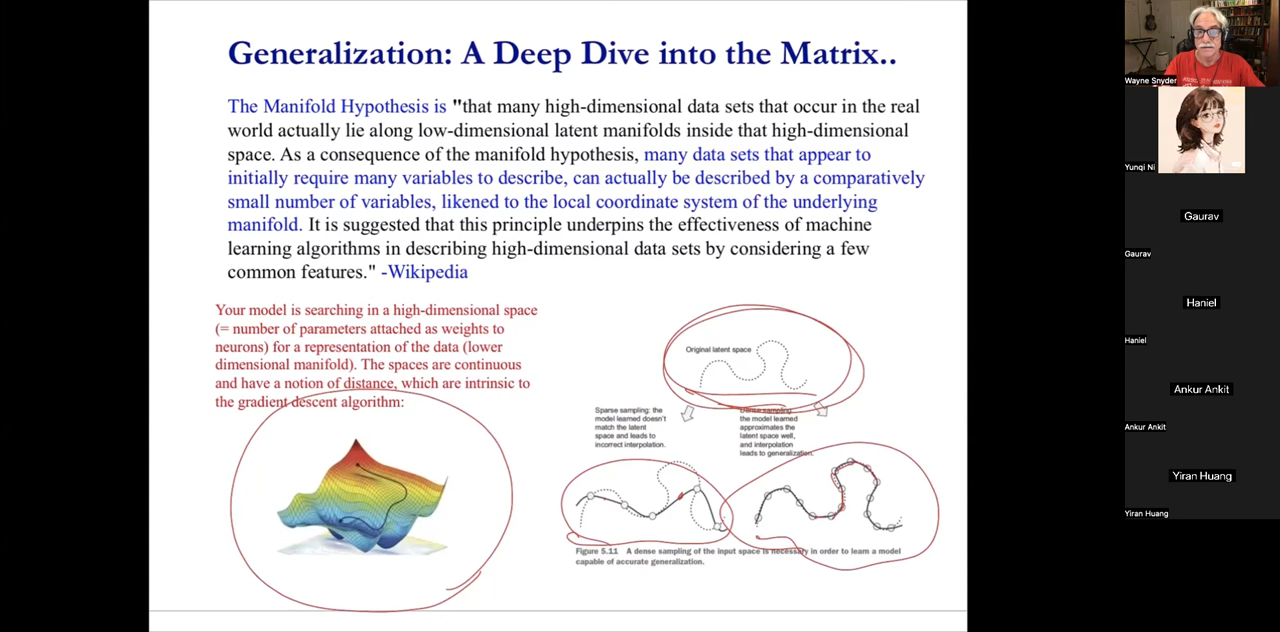 Generalization: A Deep Dive into the Matrix..
The Manifold Hypothesis is "that many high-dimensional data sets that occur in the real
world actually lie along low-dimensional latent manifolds inside that high-dimensional
space. As a consequence of the manifold hypothesis, many data sets that appear to
initially require many variables to describe, can actually be described by a comparatively
small number of variables, likened to the local coordinate system of the underlying
manifold. It is suggested that this principle underpins the effectiveness of machine
learning algorithms in describing high-dimensional data sets by considering a few
common features." -Wikipedia
Your model is searching in a high-dimensional space
(= number of parameters attached as weights to
neurons) for a representation of the data (lower
dimensional manifold). The spaces are continuous
and have a notion of distance, which are intrinsic to
the gradient descent algorithm:
Original latent space
Sparse sampling: the
model learned doesn't
match the latent
space and leads to
incorrect interpolation.
Dense sampling:
the model learned
approximates the
latent space well,
and interpolation
leads to generalization.
Figure 5.11 A dense sampling of the input space is necessary in order to learn a model
capable of accurate generalization.
Wayne Snyder
Yunqi Ni
Gaurav
Gaurav
Haniel
Haniel
Ankur Ankit
Ankur Ankit
Yiran Huang
Yiran Huang